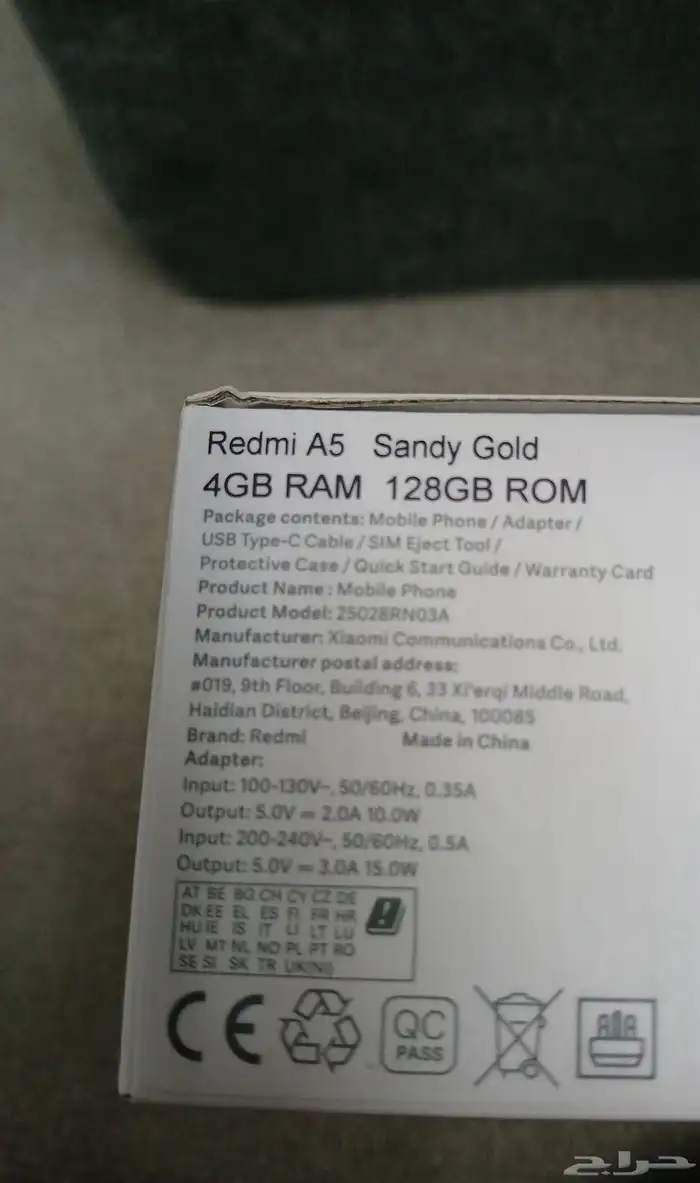 Redmi A5 Sandy Gold
4GB RAM 128GB ROM
Package contents: Mobile Phone / Adapter /
USB Type-C Cable / SIM Eject Tool /
Protective Case / Quick Start Guide / Warranty Card
Product Name : Mobile Phone
Product Model: 25028RN03A
Manufacturer: Xiaomi Communications Co., Ltd.
Manufacturer postal address:
#019, 9th Floor, Building 6, 33 Xi'erqi Middle Road,
Haidian District, Beijing, China, 100085
Brand: Redmi Made in China
Adapter:
Input: 100-130V~, 50/60Hz, 0.35A
Output: 5.0V = 2.0A 10.0W
Input: 200-240V~, 50/60Hz, 0.5A
Output: 5.0V = 3.0A 15.0W
AT BE BG CH CY CZ DE
DK EE EL ES FI FR HR
HU IE IS IT LI LT LU
LV MT NL NO PL PT RO
SE SI SK TR UK(NI)
CE QC
PASS
حراج